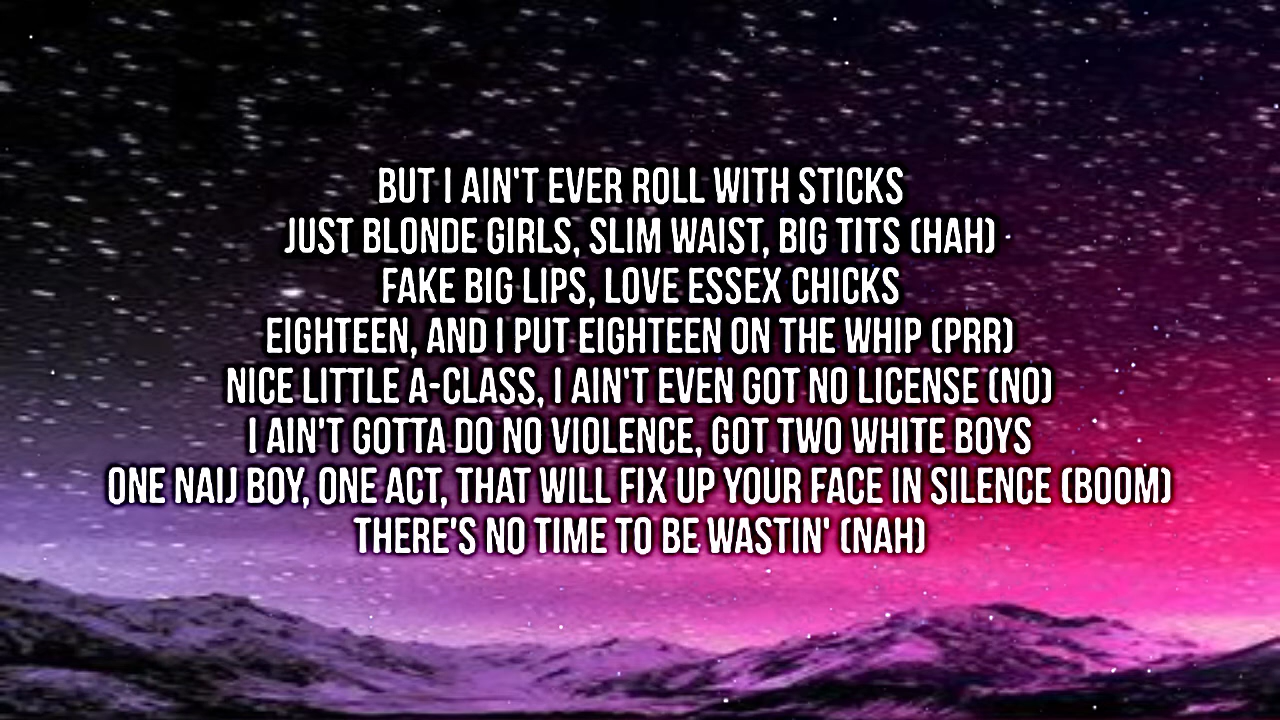 BUT I AIN'T EVER ROLL WITH STICKS
JUST BLONDE GIRLS, SLIM WAIST, BIG TITS (HAH)
FAKE BIG LIPS, LOVE ESSEX CHICKS
EIGHTEEN, AND I PUT EIGHTEEN ON THE WHIP (PRR)
NICE LITTLE A-CLASS, I AIN'T EVEN GOT NO LICENSE (NO)
I AIN'T GOTTA DO NO VIOLENCE, GOT TWO WHITE BOYS
ONE NAIJ BOY, ONE ACT, THAT WILL FIX UP YOUR FACE IN SILENCE (BOOM)
THERE'S NO TIME TO BE WASTIN' (NAH)